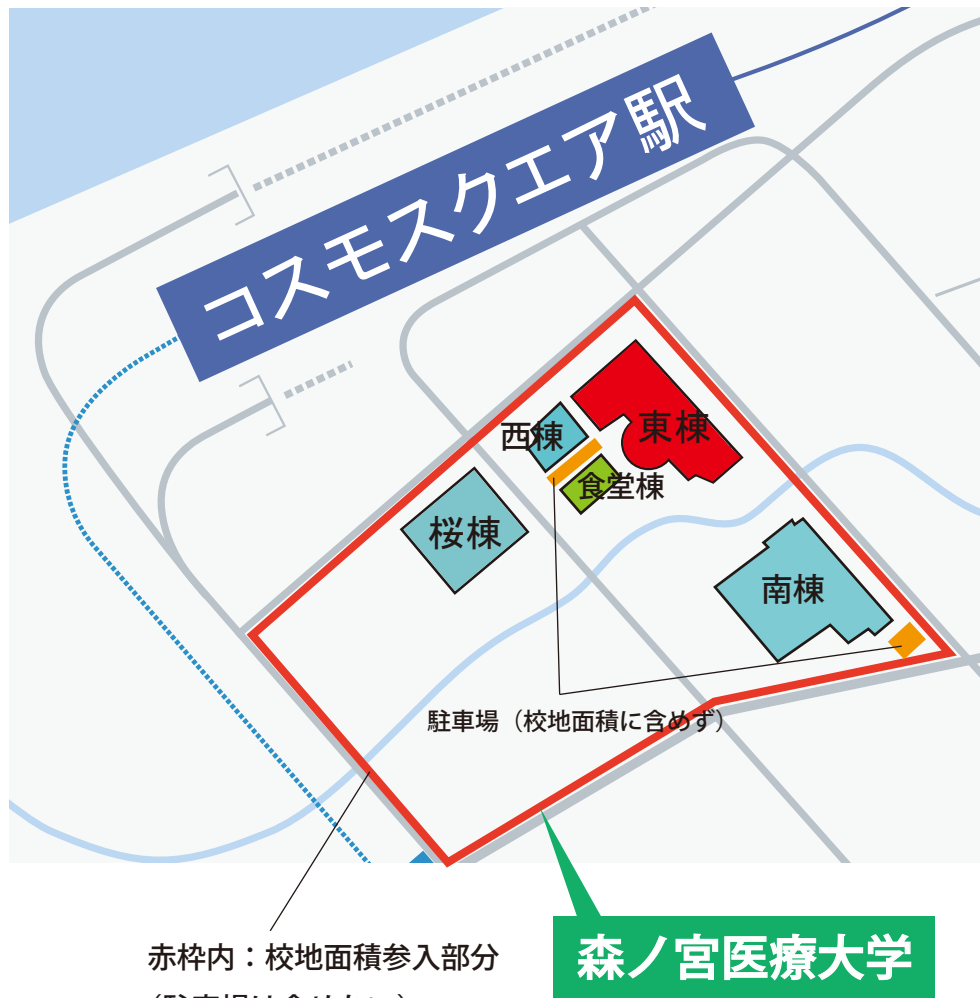 コスモスクエア駅
東棟
西棟
食堂棟
桜棟
南棟
駐車場（校地面積に含めず）
赤枠内：校地面積参入部分
森ノ宮医療大学